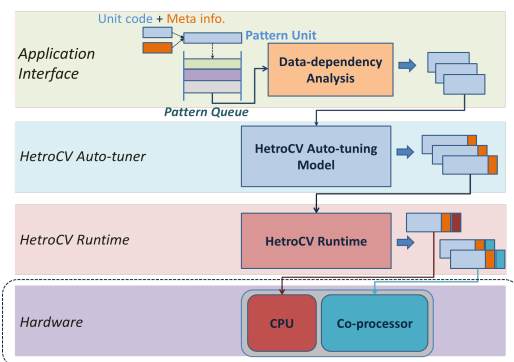 Unit code + Meta info.
Pattern Unit
Application
Interface
Data-dependency
Analysis
Pattern Queue
HetroCV Auto-tuner
HetroCV Auto-tuning
Model
HetroCV Runtime
HetroCV Runtime
Hardware
CPU
Co-processor